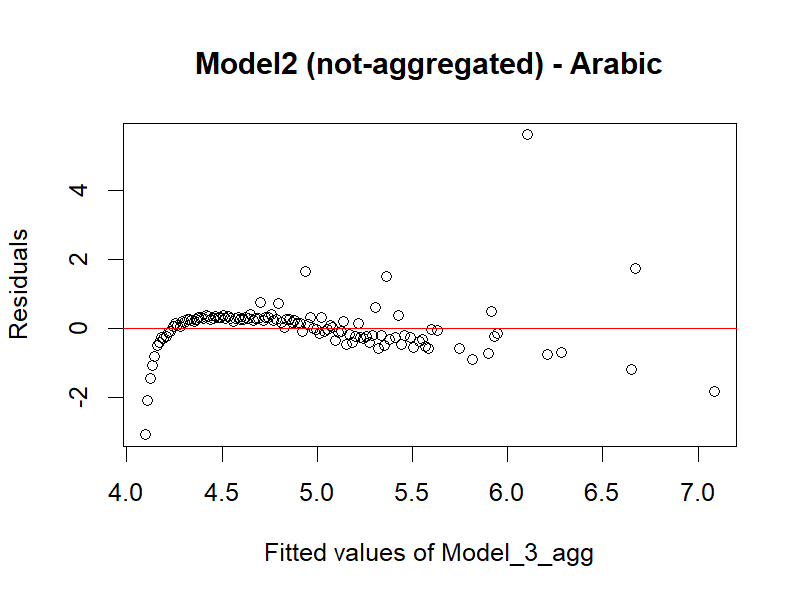 Model2 (not-aggregated) - Arabic
Residuals
4
2
0
-2
4.0 4.5 5.0 5.5 6.0 6.5 7.0
Fitted values of Model_3_agg